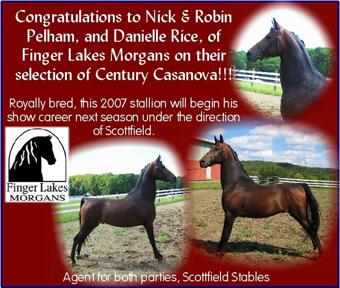 Congratulations to Nick & Robin
Pelham, and Danielle Rice, of
Finger Lakes Morgans on their
selection of Century Casanova!!!
Royally bred, this 2007 stallion will begin his
show career next season under the direction
of Scottfield.
Finger Lakes
MORGANS
Agent for both parties, Scottfield Stables